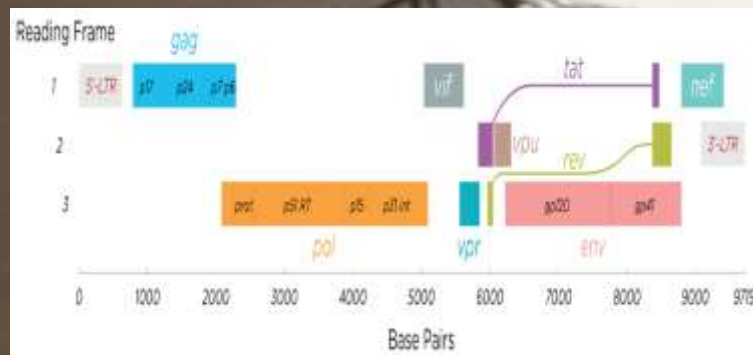 Reading Frame
gag
tat
1 5'-LTR p17 p24 p7 p6 vif nef
2 vpu 3'-LTR
rev
3 prot p51 RT p15 p31 int gp120 gp41
pol vpr env
0 1000 2000 3000 4000 5000 6000 7000 8000 9000 9719
Base Pairs